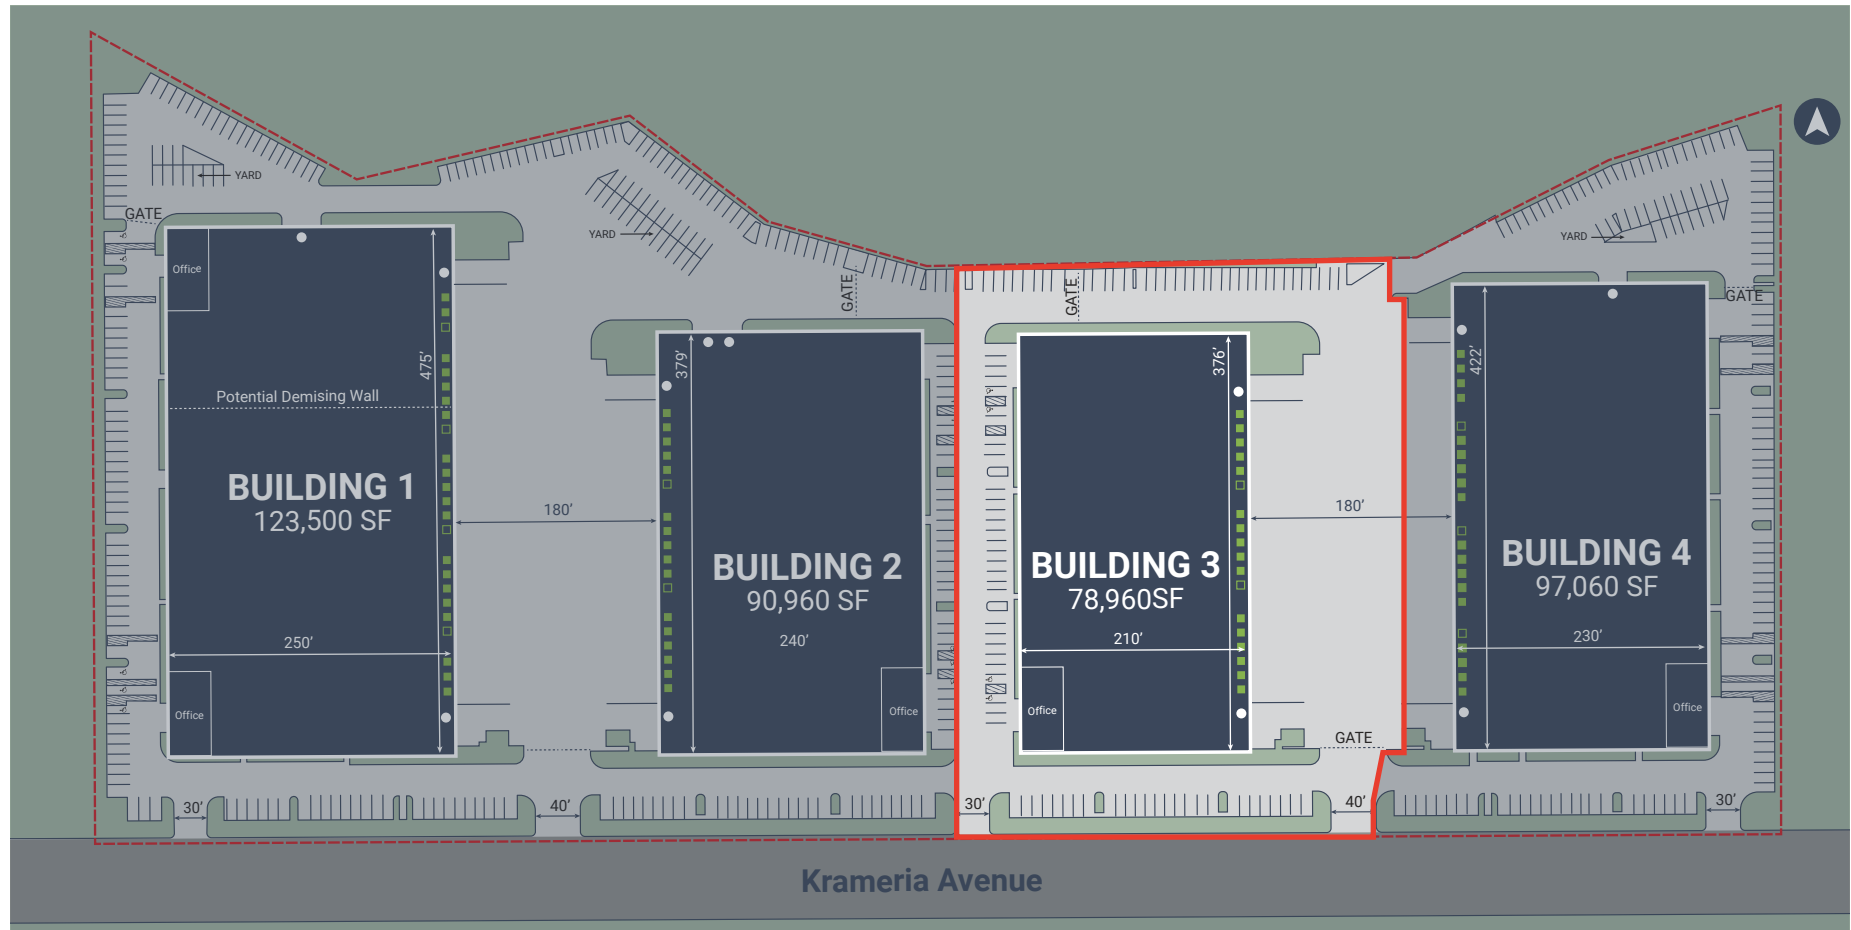 YARD
GATE
Office
475'
Potential Demising Wall
BUILDING 1
123,500 SF
250'
Office
180'
YARD
GATE
379'
BUILDING 2
90,960 SF
240'
Office
GATE
376'
BUILDING 3
78,960SF
210'
Office
180'
GATE
YARD
GATE
422'
BUILDING 4
97,060 SF
230'
Office
30'
40'
30'
40'
30'
Krameria Avenue